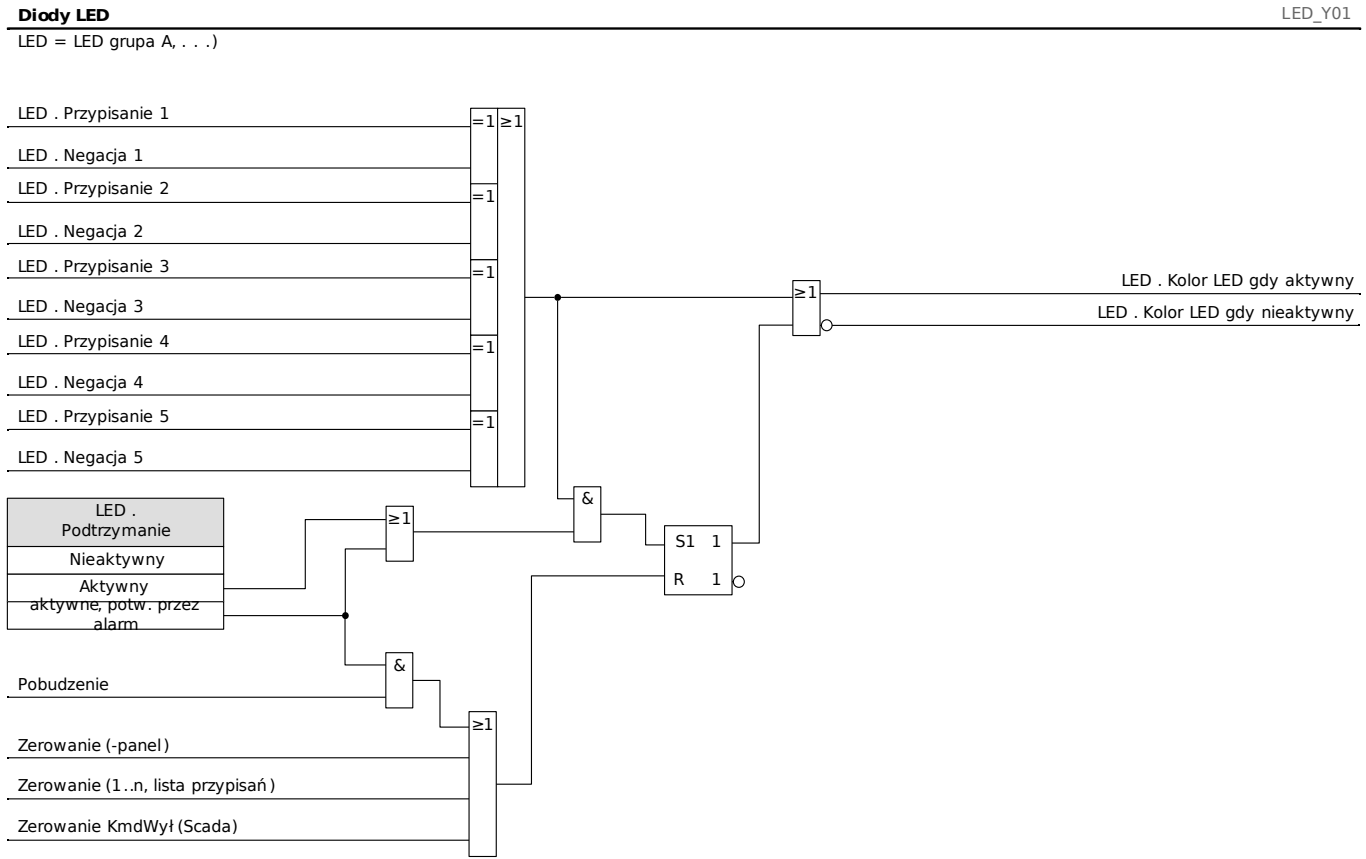 Diody LED
LED_Y01
LED = LED grupa A, . . .)
LED . Przypisanie 1
=1 ≥1
LED . Negacja 1
LED . Przypisanie 2
=1
LED . Negacja 2
LED . Przypisanie 3
=1
LED . Negacja 3
LED . Przypisanie 4
=1
LED . Negacja 4
LED . Przypisanie 5
=1
LED . Negacja 5
≥1
LED . Kolor LED gdy aktywny
LED . Kolor LED gdy nieaktywny
LED .
Podtrzymanie
Nieaktywny
Aktywny
aktywne, potw. przez
alarm
≥1
&
S1 1
R 1
&
Pobudzenie
≥1
Zerowanie (-panel)
Zerowanie (1..n, lista przypisań)
Zerowanie KmdWył (Scada)